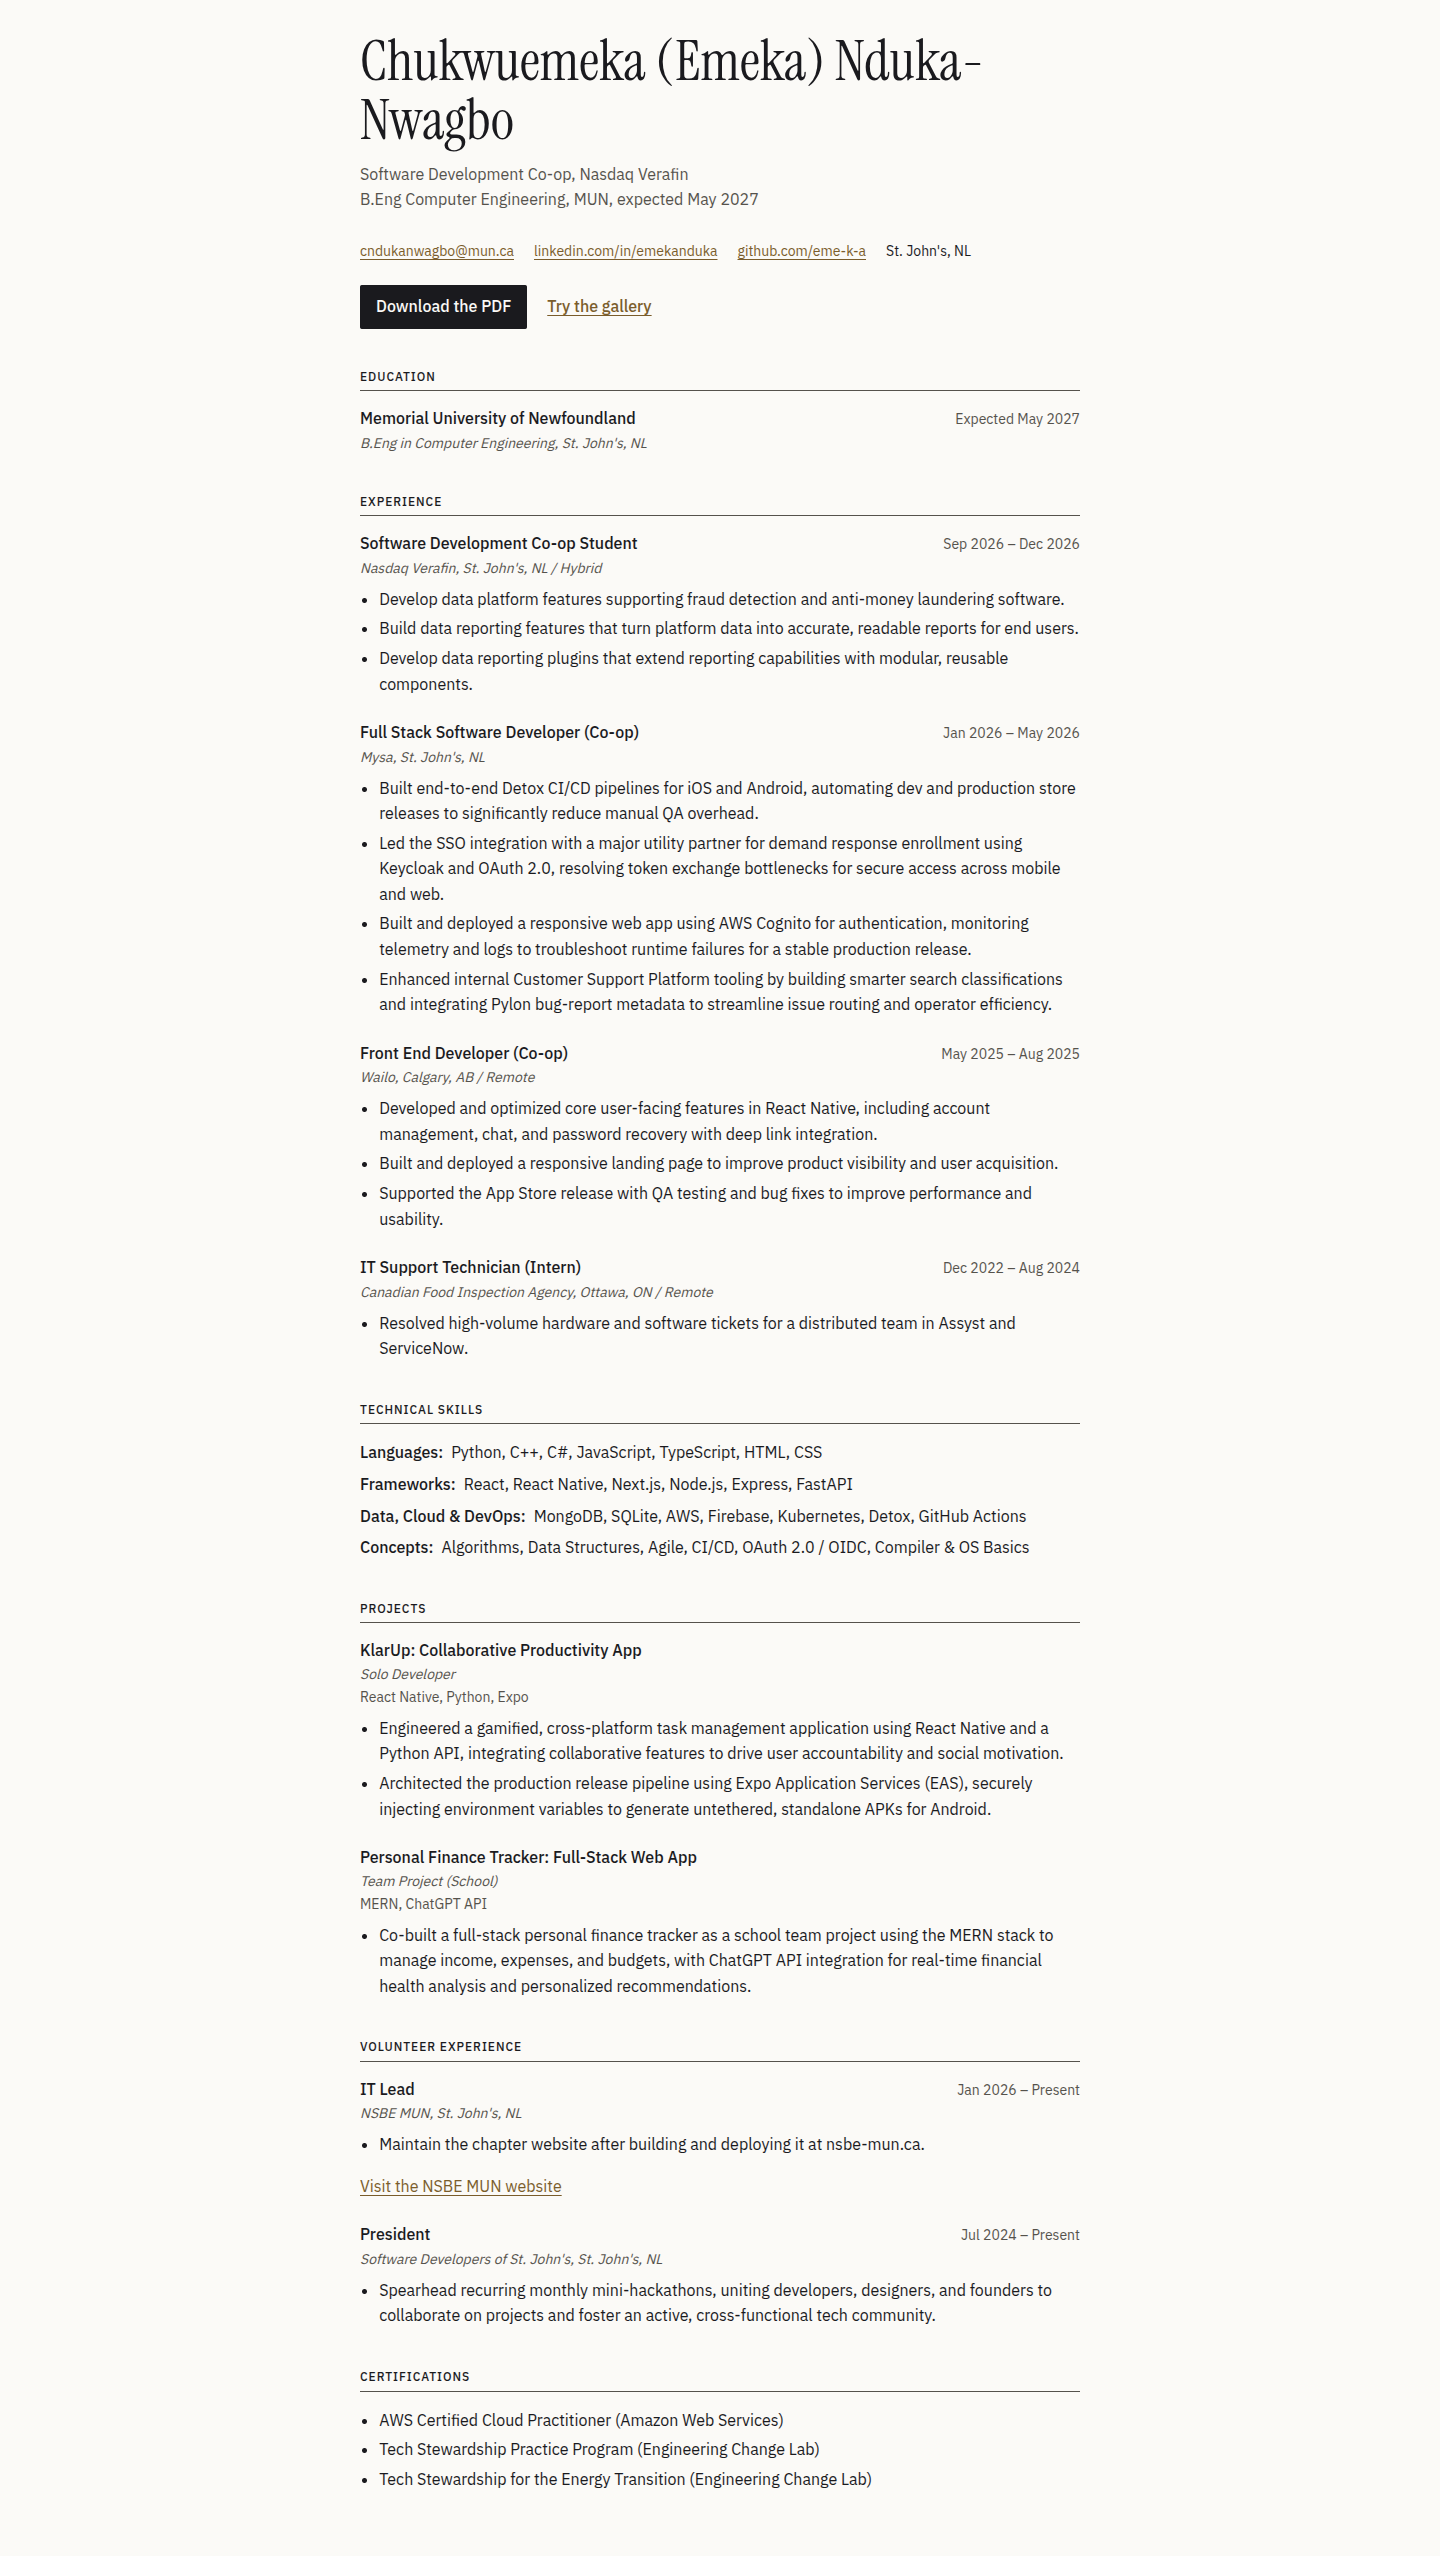 Chukwuemeka (Emeka) Nduka-
Nwagbo
Software Development Co-op, Nasdaq Verafin
B.Eng Computer Engineering, MUN, expected May 2027
cndukanwagbo@mun.ca linkedin.com/in/emekanduka github.com/eme-k-a St. John's, NL
Download the PDF Try the gallery
EDUCATION
Memorial University of Newfoundland Expected May 2027
B.Eng in Computer Engineering, St. John's, NL
EXPERIENCE
Software Development Co-op Student Sep 2026 – Dec 2026
Nasdaq Verafin, St. John's, NL / Hybrid
• Develop data platform features supporting fraud detection and anti-money laundering software.
• Build data reporting features that turn platform data into accurate, readable reports for end users.
• Develop data reporting plugins that extend reporting capabilities with modular, reusable
components.
Full Stack Software Developer (Co-op) Jan 2026 – May 2026
Mysa, St. John's, NL
• Built end-to-end Detox CI/CD pipelines for iOS and Android, automating dev and production store
releases to significantly reduce manual QA overhead.
• Led the SSO integration with a major utility partner for demand response enrollment using
Keycloak and OAuth 2.0, resolving token exchange bottlenecks for secure access across mobile
and web.
• Built and deployed a responsive web app using AWS Cognito for authentication, monitoring
telemetry and logs to troubleshoot runtime failures for a stable production release.
• Enhanced internal Customer Support Platform tooling by building smarter search classifications
and integrating Pylon bug-report metadata to streamline issue routing and operator efficiency.
Front End Developer (Co-op) May 2025 – Aug 2025
Wailo, Calgary, AB / Remote
• Developed and optimized core user-facing features in React Native, including account
management, chat, and password recovery with deep link integration.
• Built and deployed a responsive landing page to improve product visibility and user acquisition.
• Supported the App Store release with QA testing and bug fixes to improve performance and
usability.
IT Support Technician (Intern) Dec 2022 – Aug 2024
Canadian Food Inspection Agency, Ottawa, ON / Remote
• Resolved high-volume hardware and software tickets for a distributed team in Assyst and
ServiceNow.
TECHNICAL SKILLS
Languages: Python, C++, C#, JavaScript, TypeScript, HTML, CSS
Frameworks: React, React Native, Next.js, Node.js, Express, FastAPI
Data, Cloud & DevOps: MongoDB, SQLite, AWS, Firebase, Kubernetes, Detox, GitHub Actions
Concepts: Algorithms, Data Structures, Agile, CI/CD, OAuth 2.0 / OIDC, Compiler & OS Basics
PROJECTS
KlarUp: Collaborative Productivity App
Solo Developer
React Native, Python, Expo
• Engineered a gamified, cross-platform task management application using React Native and a
Python API, integrating collaborative features to drive user accountability and social motivation.
• Architected the production release pipeline using Expo Application Services (EAS), securely
injecting environment variables to generate untethered, standalone APKs for Android.
Personal Finance Tracker: Full-Stack Web App
Team Project (School)
MERN, ChatGPT API
• Co-built a full-stack personal finance tracker as a school team project using the MERN stack to
manage income, expenses, and budgets, with ChatGPT API integration for real-time financial
health analysis and personalized recommendations.
VOLUNTEER EXPERIENCE
IT Lead Jan 2026 – Present
NSBE MUN, St. John's, NL
• Maintain the chapter website after building and deploying it at nsbe-mun.ca.
Visit the NSBE MUN website
President Jul 2024 – Present
Software Developers of St. John's, St. John's, NL
• Spearhead recurring monthly mini-hackathons, uniting developers, designers, and founders to
collaborate on projects and foster an active, cross-functional tech community.
CERTIFICATIONS
• AWS Certified Cloud Practitioner (Amazon Web Services)
• Tech Stewardship Practice Program (Engineering Change Lab)
• Tech Stewardship for the Energy Transition (Engineering Change Lab)